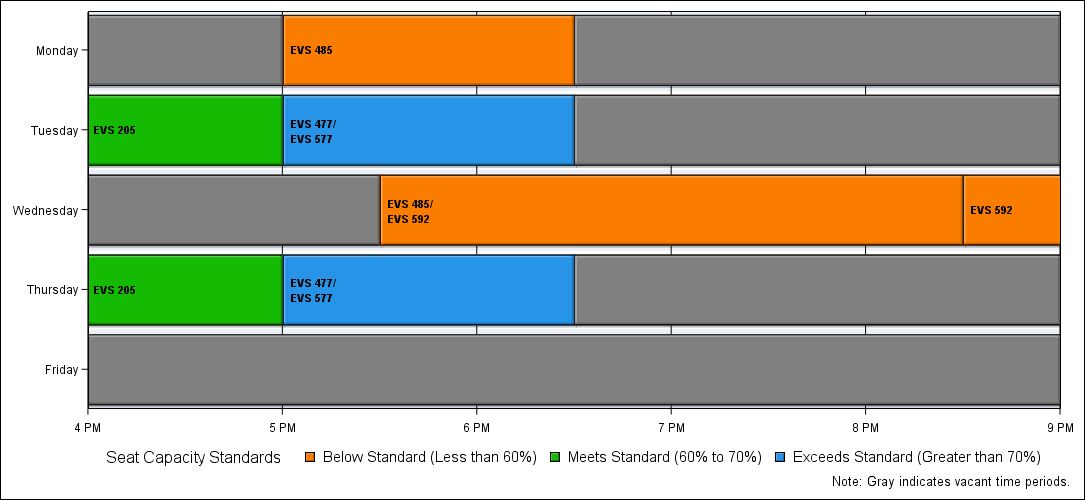 Monday
EVS 485
Tuesday
EVS 205
EVS 477/
EVS 577
Wednesday
EVS 485/
EVS 592
EVS 592
Thursday
EVS 205
EVS 477/
EVS 577
Friday
4 PM 5 PM 6 PM 7 PM 8 PM 9 PM
Seat Capacity Standards Below Standard (Less than 60%) Meets Standard (60% to 70%) Exceeds Standard (Greater than 70%)
Note: Gray indicates vacant time periods.